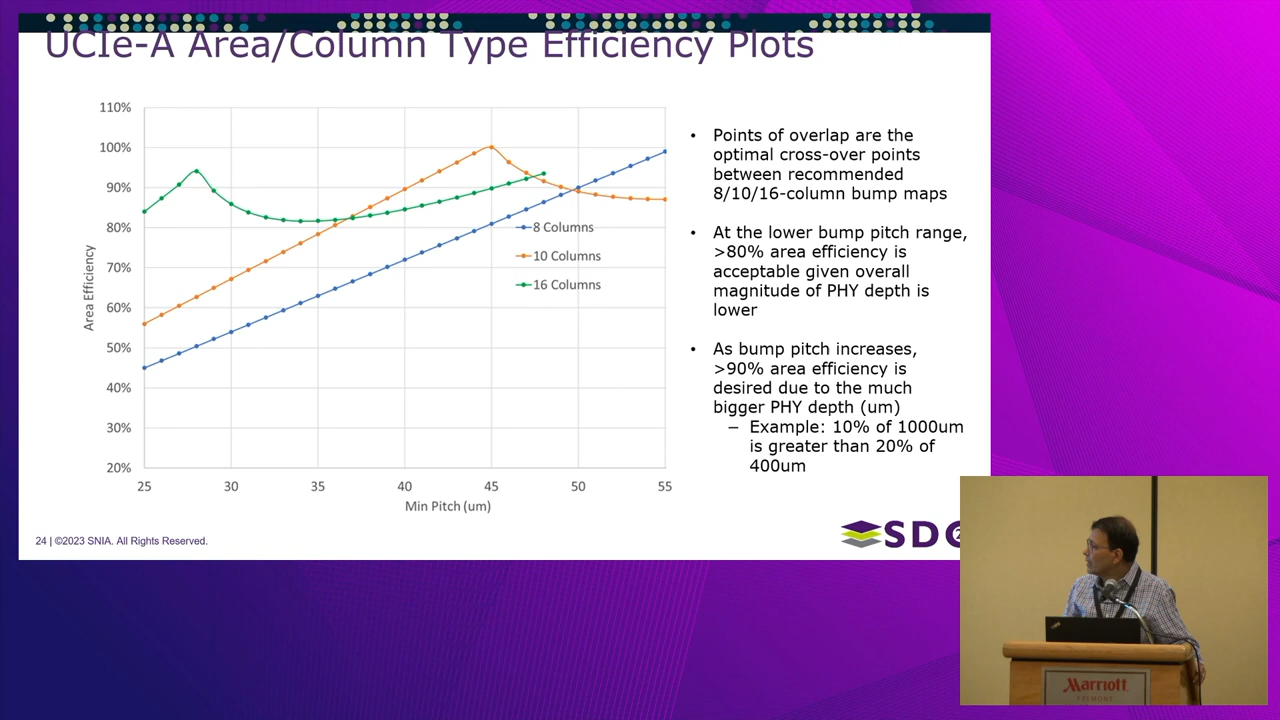 UCIe-A Area/Column Type Efficiency Plots
110%
100%
90%
80%
70%
60%
50%
40%
30%
20%
Area Efficiency
25 30 35 40 45 50 55
Min Pitch (um)
8 Columns
10 Columns
16 Columns
• Points of overlap are the
optimal cross-over points
between recommended
8/10/16-column bump maps
• At the lower bump pitch range,
>80% area efficiency is
acceptable given overall
magnitude of PHY depth is
lower
• As bump pitch increases,
>90% area efficiency is
desired due to the much
bigger PHY depth (um)
– Example: 10% of 1000um
is greater than 20% of
400um
24 | ©2023 SNIA. All Rights Reserved.
SDC
Marriott
FREMONT